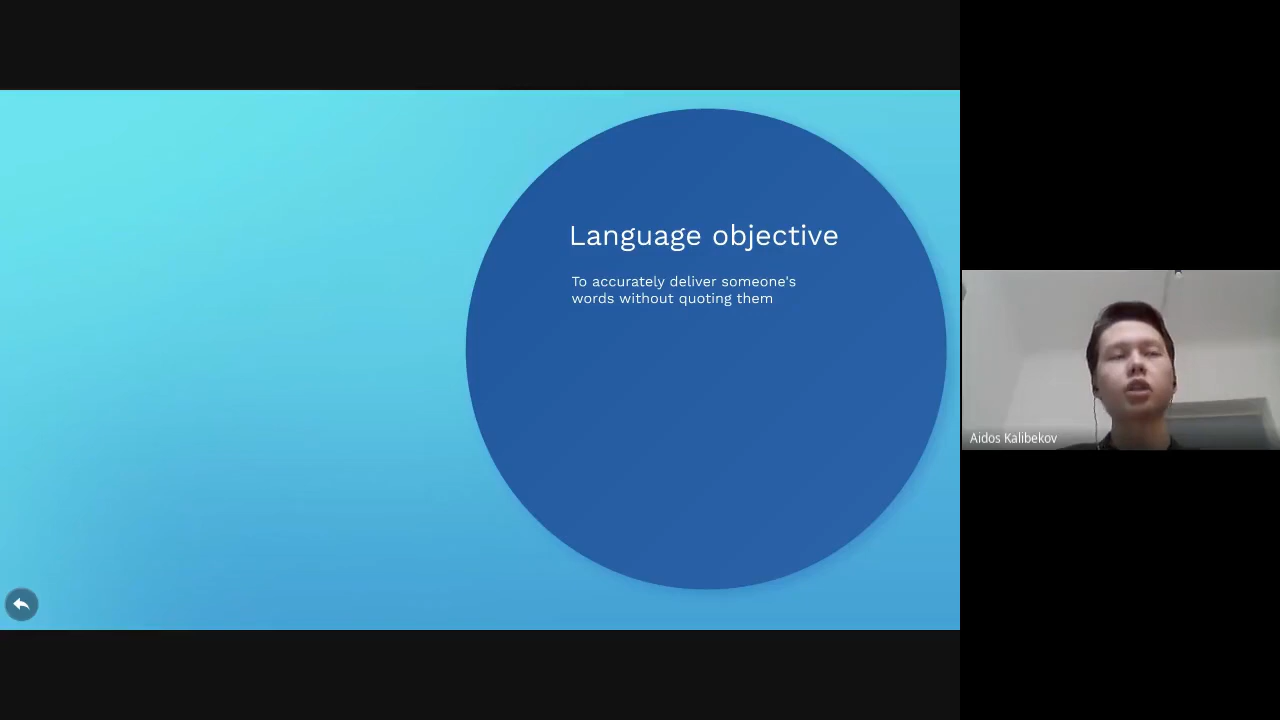 Language objective
To accurately deliver someone's
words without quoting them
Aidos Kalibekov